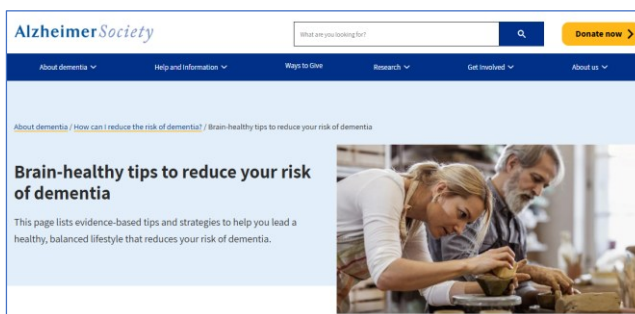 Alzheimer Society
What are you looking for?
Donate now
About dementia
Help and Information
Ways to Give
Research
Get Involved
About us
About dementia / How can I reduce the risk of dementia? / Brain-healthy tips to reduce your risk of dementia
Brain-healthy tips to reduce your risk
of dementia
This page lists evidence-based tips and strategies to help you lead a
healthy, balanced lifestyle that reduces your risk of dementia.